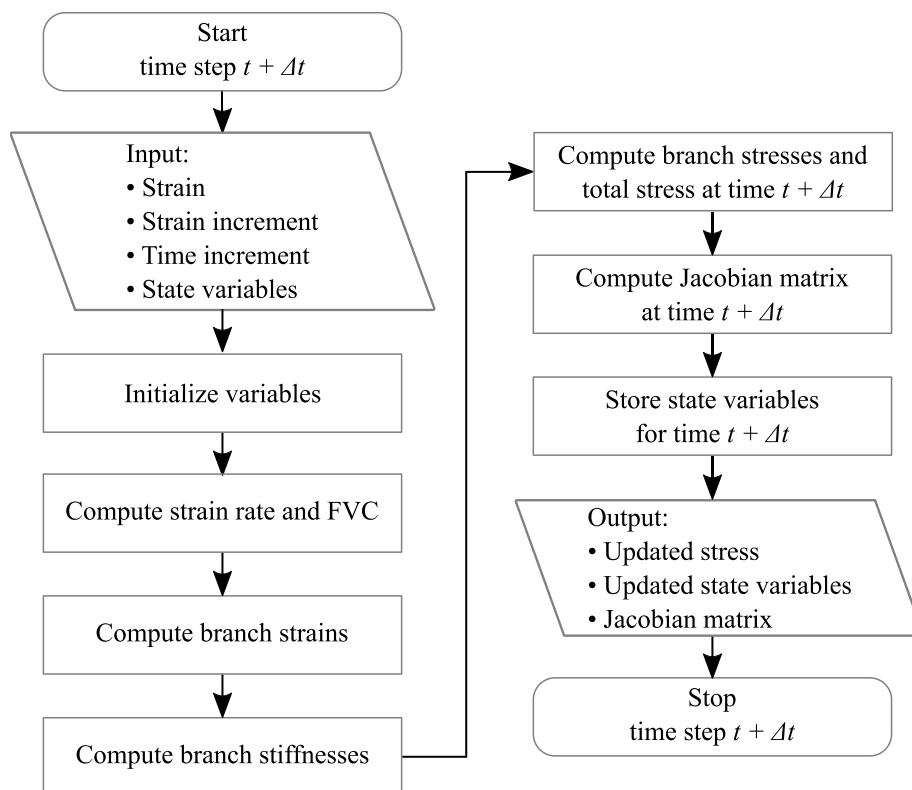 Start
time step t + Δt
Input:
• Strain
• Strain increment
• Time increment
• State variables
Initialize variables
Compute strain rate and FVC
Compute branch strains
Compute branch stiffnesses
Compute branch stresses and
total stress at time t + Δt
Compute Jacobian matrix
at time t + Δt
Store state variables
for time t + Δt
Output:
• Updated stress
• Updated state variables
• Jacobian matrix
Stop
time step t + Δt